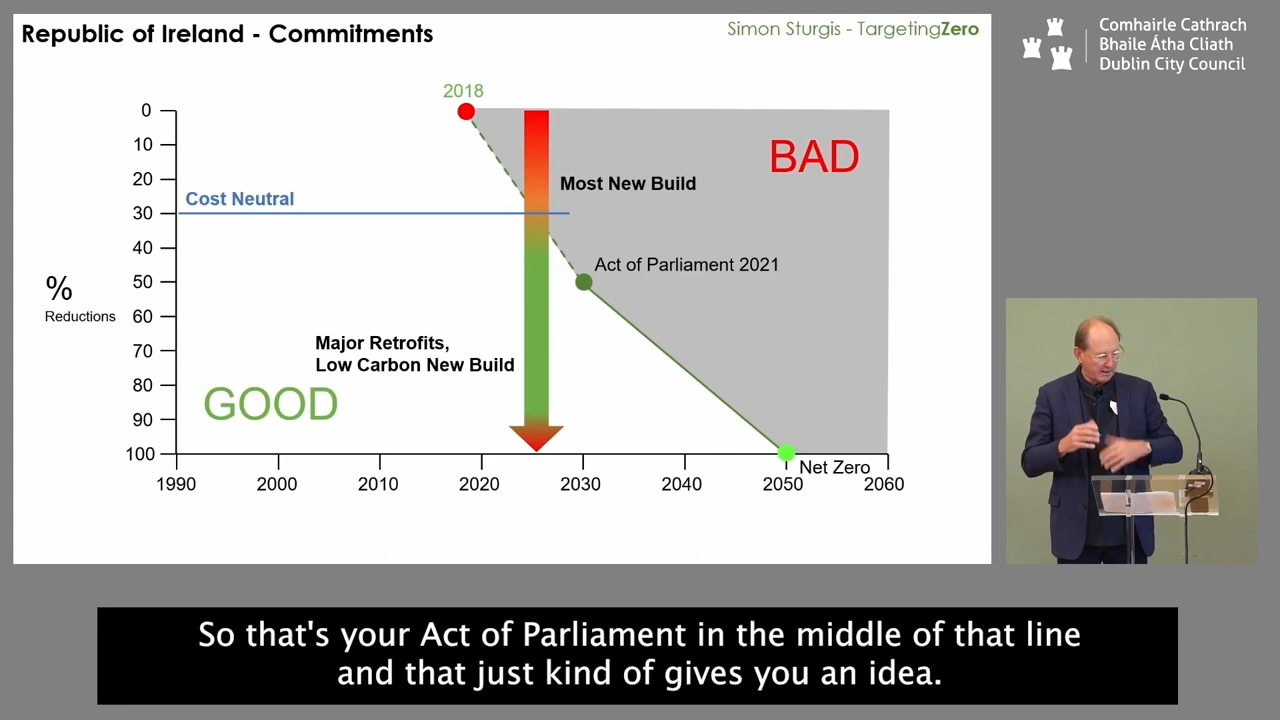 Republic of Ireland - Commitments
Simon Sturgis - TargetingZero
Comhairle Cathrach
Bhaile Átha Cliath
Dublin City Council
2018
0
10
20
30
40
50
60
70
80
90
100
%
Reductions
Cost Neutral
BAD
Most New Build
Act of Parliament 2021
Major Retrofits,
Low Carbon New Build
GOOD
Net Zero
1990
2000
2010
2020
2030
2040
2050
2060
So that's your Act of Parliament in the middle of that line
and that just kind of gives you an idea.